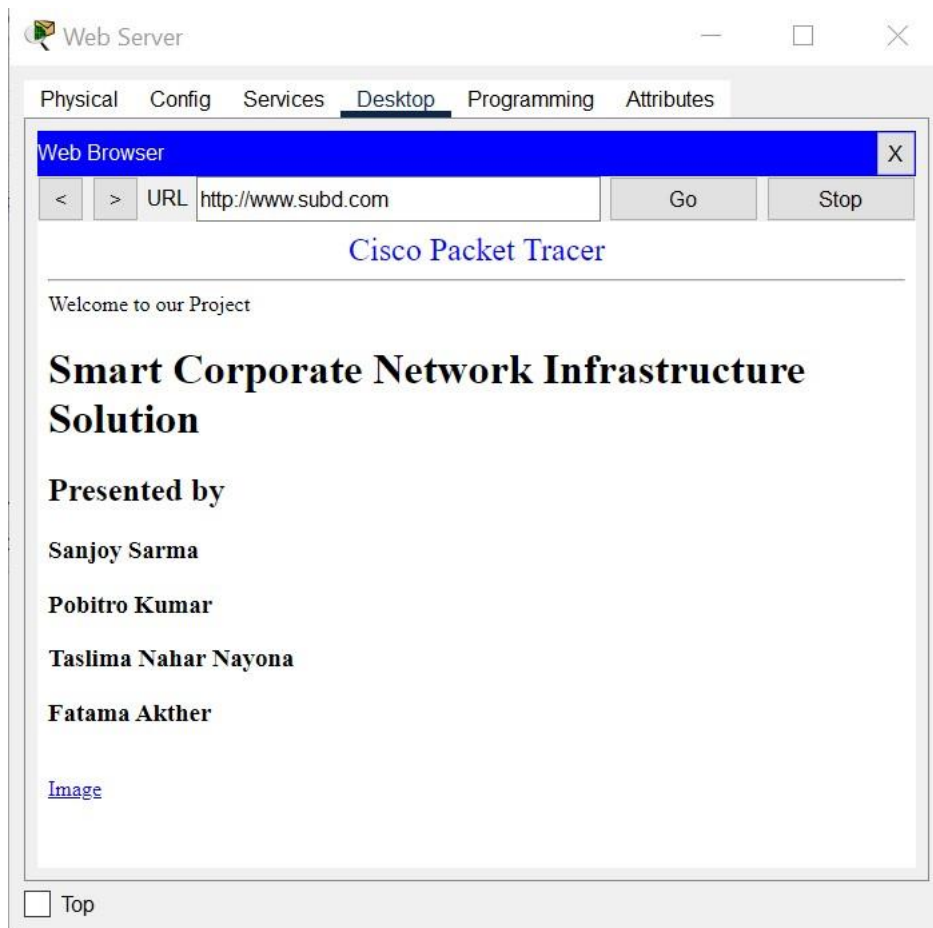 Web Server
Physical Config Services Desktop Programming Attributes
Web Browser X
< > URL http://www.subd.com Go Stop
Cisco Packet Tracer
Welcome to our Project
Smart Corporate Network Infrastructure
Solution
Presented by
Sanjoy Sarma
Pobitro Kumar
Taslima Nahar Nayona
Fatama Akther
Image
Top